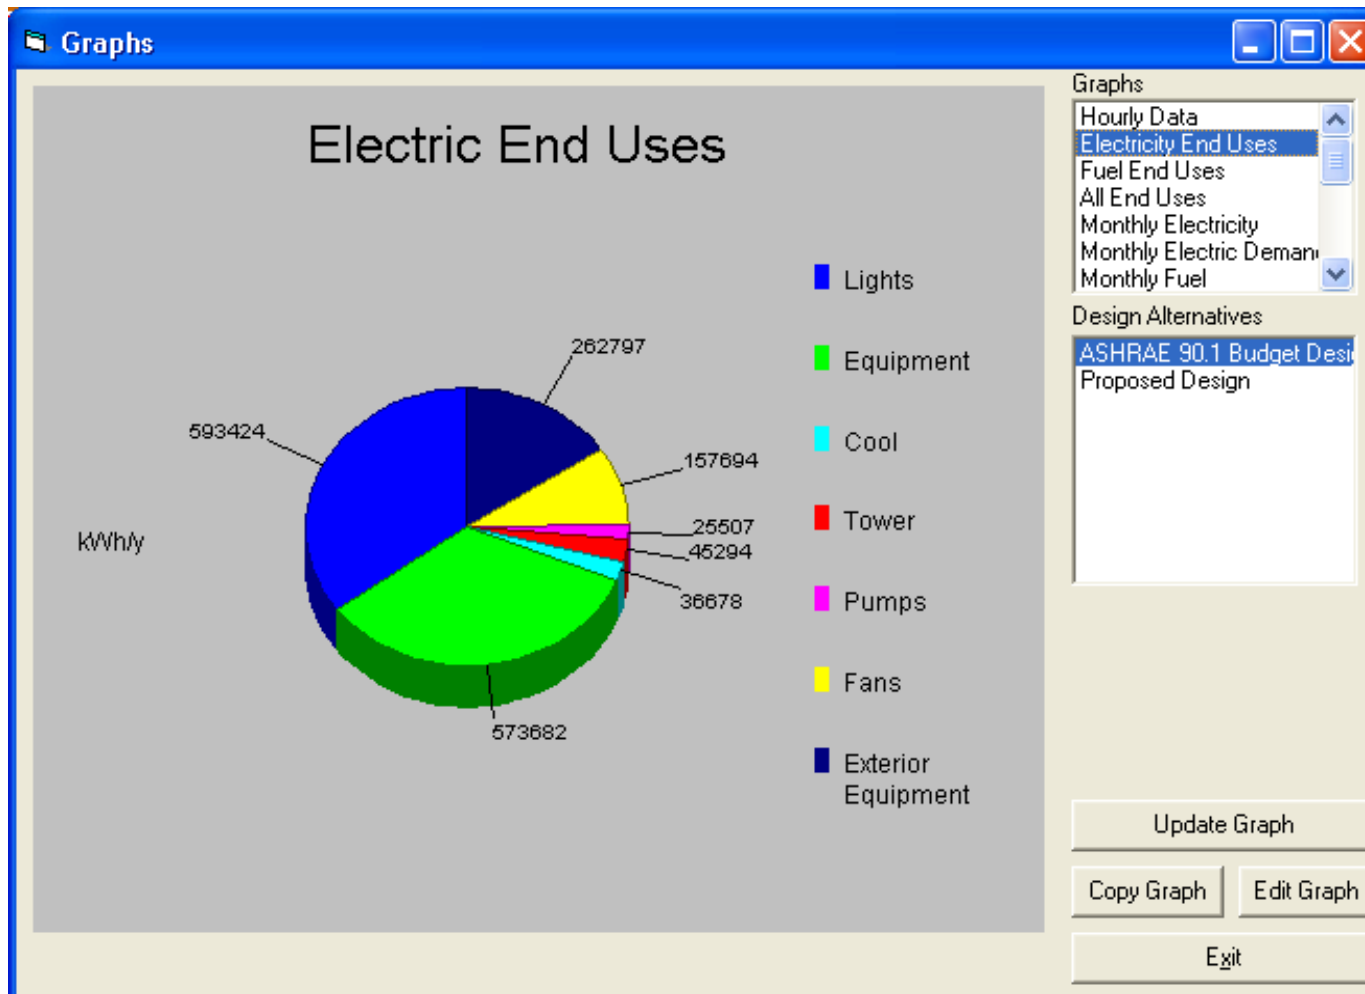 Graphs
Electric End Uses
Lights
Equipment
Cool
Tower
Pumps
Fans
Exterior
Equipment
262797
593424
157694
25507
45294
36678
573682
kWh/y
Graphs
Hourly Data
Electricity End Uses
Fuel End Uses
All End Uses
Monthly Electricity
Monthly Electric Deman
Monthly Fuel
Design Alternatives
ASHRAE 90.1 Budget Desi
Proposed Design
Update Graph
Copy Graph
Edit Graph
Exit